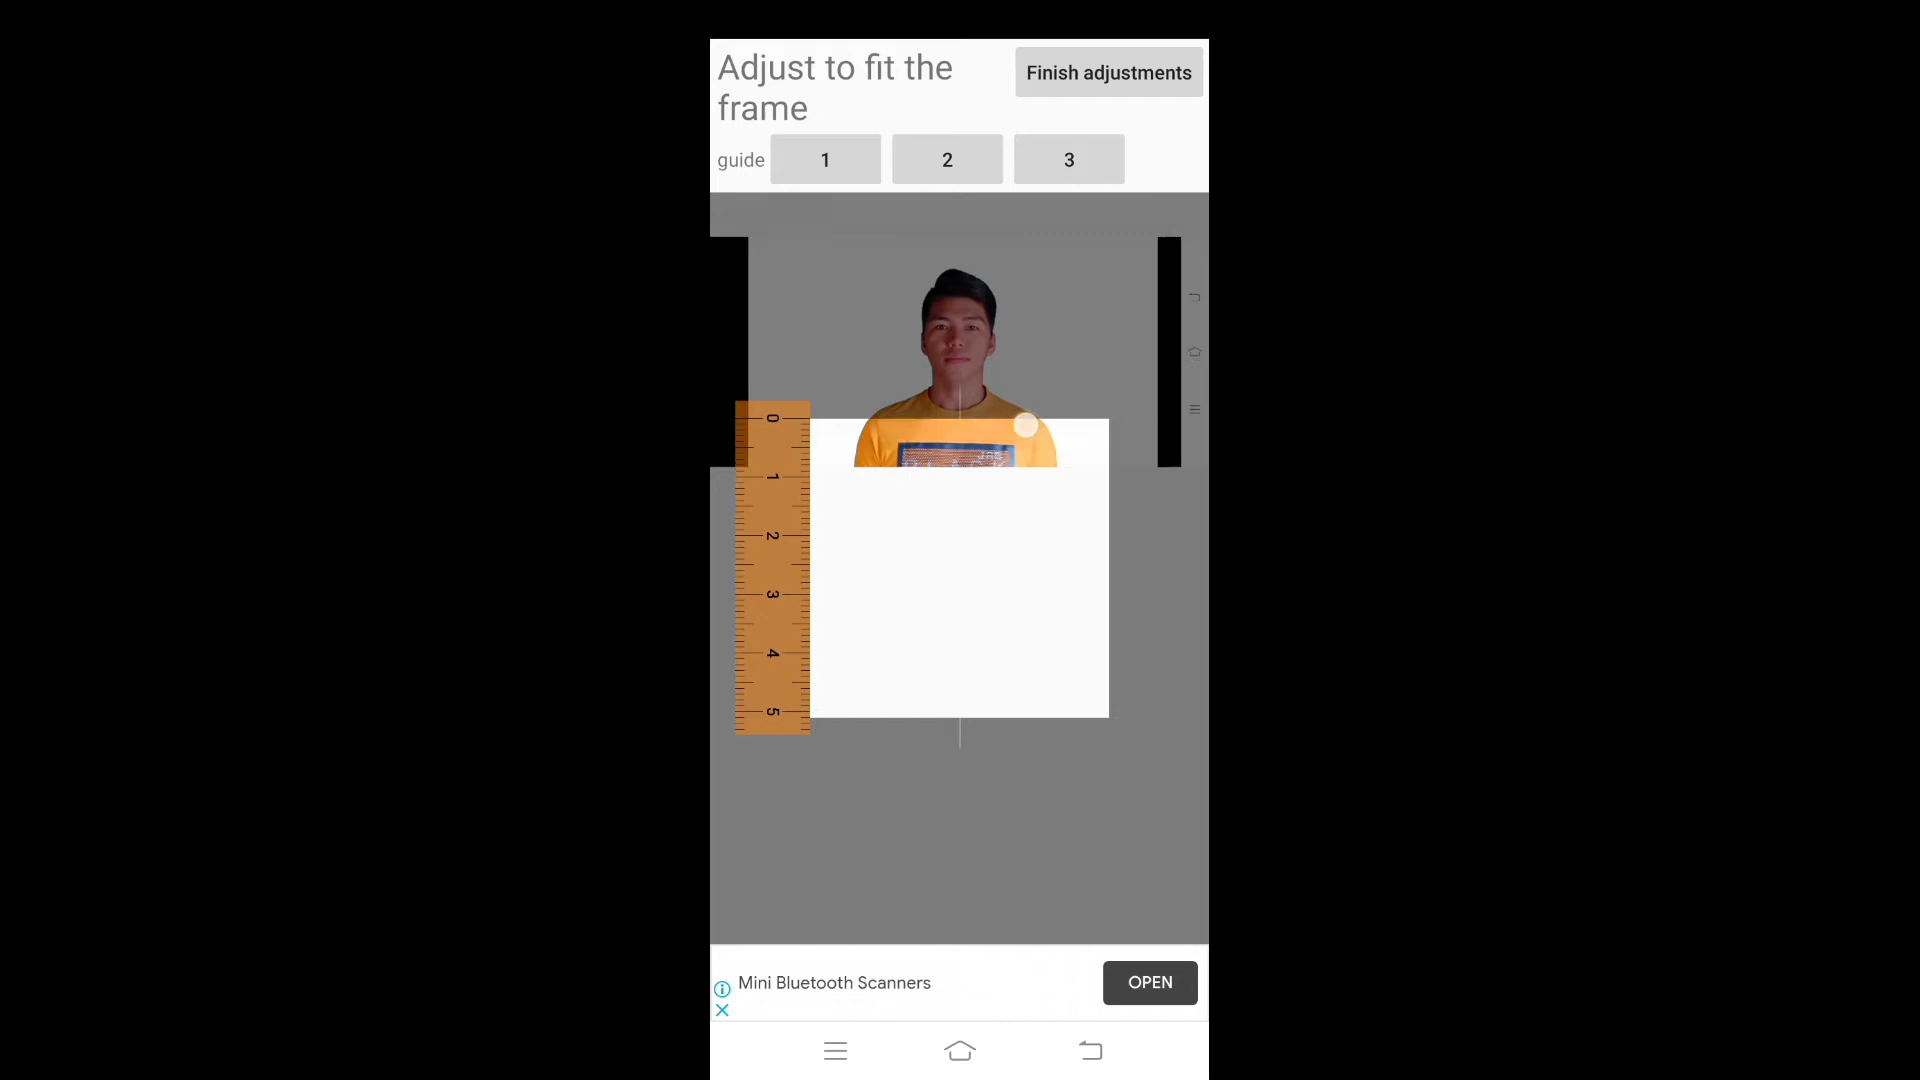 Adjust to fit the
frame
Finish adjustments
guide 1 2 3
0
1
2
3
4
5
Mini Bluetooth Scanners
OPEN